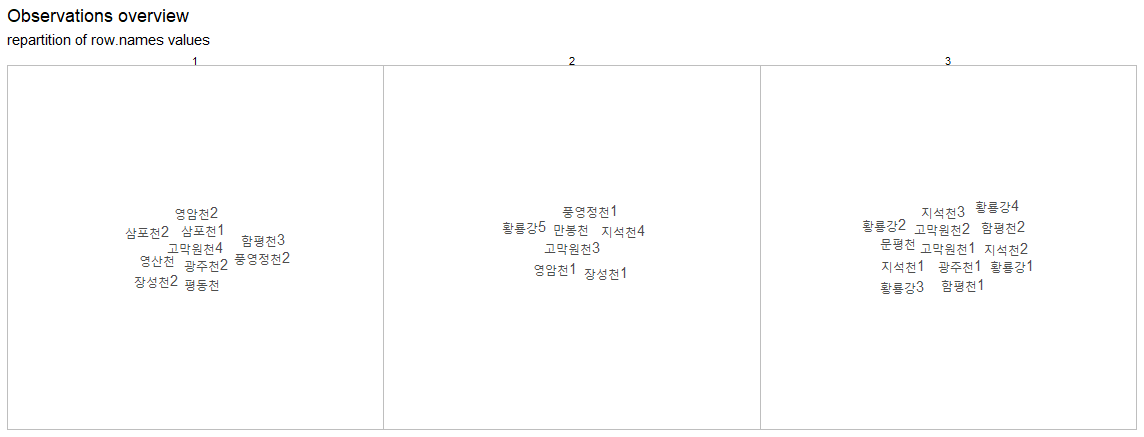 Observations overview
repartition of row.names values
1
영암천2
삼포천2 삼포천1
함평천3
고막원천4
영산천 광주천2 풍영정천2
장성천2 평동천
2
풍영정천1
황룡강5 만봉천 지석천4
고막원천3
영암천1 장성천1
3
지석천3 황룡강4
황룡강2 고막원천2 함평천2
문평천 고막원천1 지석천2
지석천1 광주천1 황룡강1
황룡강3 함평천1